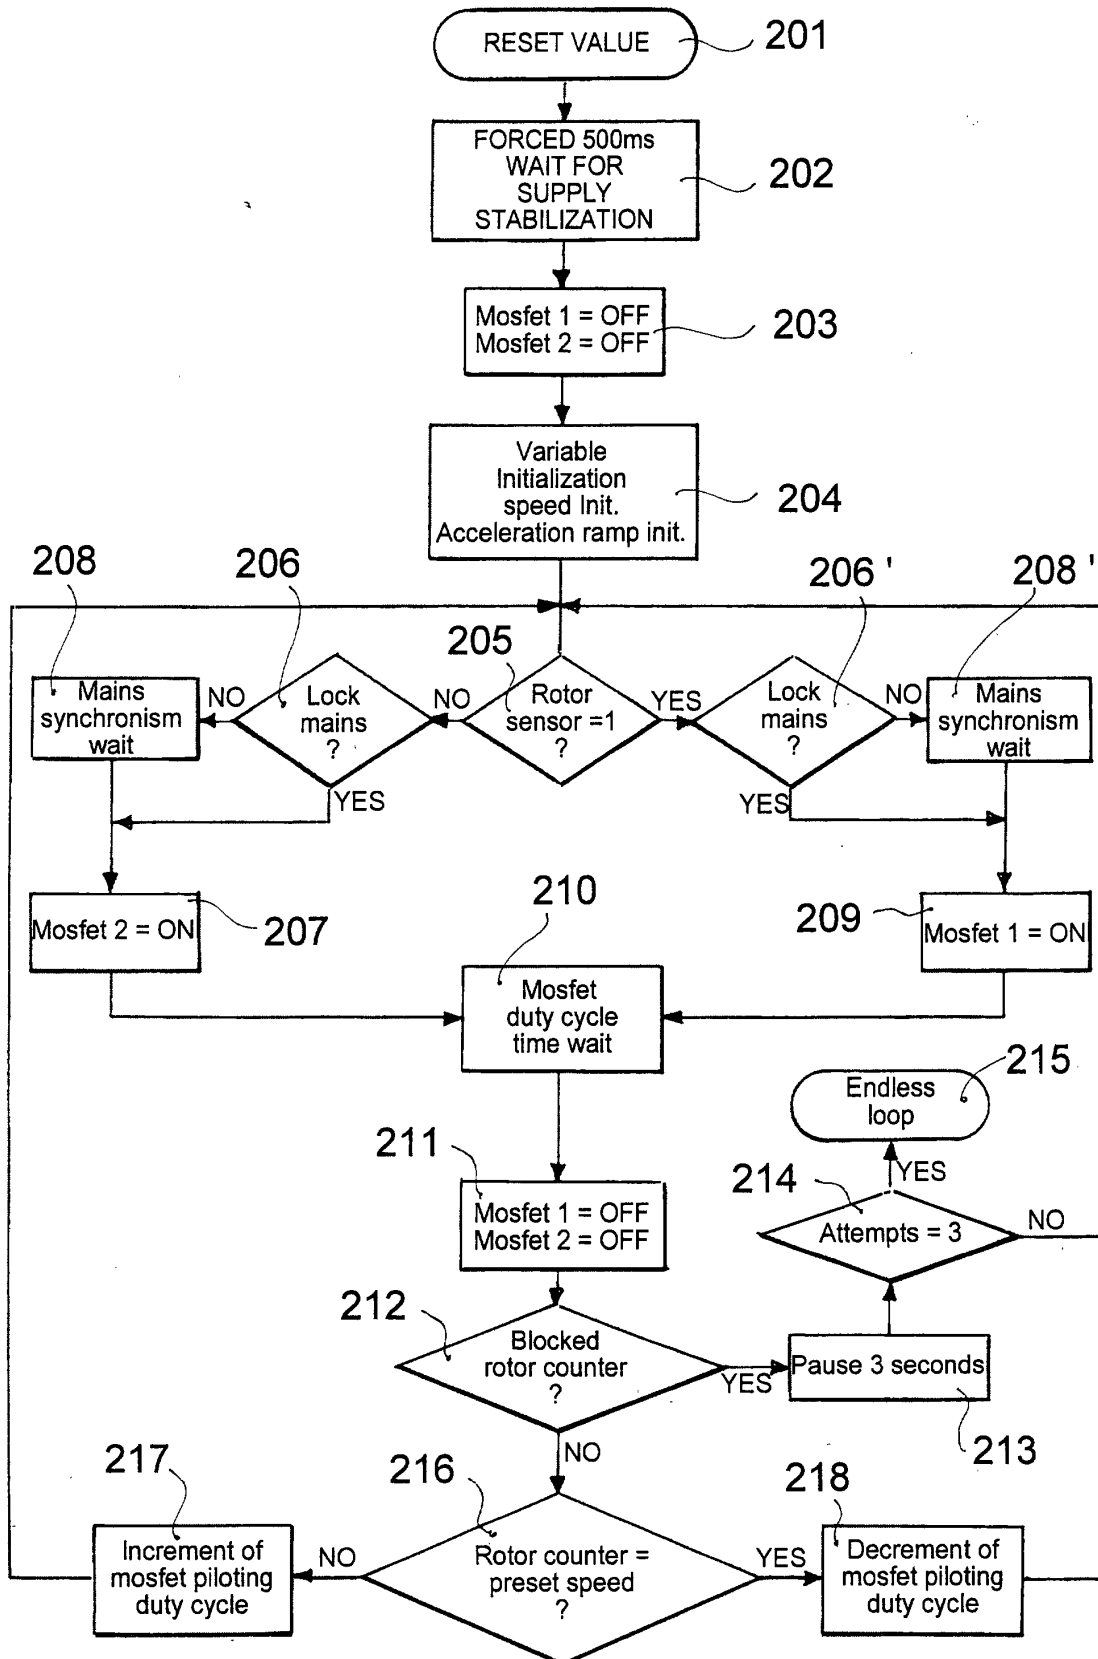 RESET VALUE
201
FORCED 500ms
WAIT FOR
SUPPLY
STABILIZATION
202
Mosfet 1 = OFF
Mosfet 2 = OFF
203
Variable
Initialization
speed Init.
Acceleration ramp init.
204
208
206
205
206 '
208 '
Mains
synchronism
wait
NO
Lock
mains
?
YES
NO
Rotor
sensor =1
?
YES
Lock
mains
?
YES
NO
Mains
synchronism
wait
Mosfet 2 = ON
207
210
209
Mosfet 1 = ON
Mosfet
duty cycle
time wait
215
Endless
loop
YES
211
Mosfet 1 = OFF
Mosfet 2 = OFF
214
Attempts = 3
NO
212
Blocked
rotor counter
?
YES
Pause 3 seconds
213
NO
217
216
218
Increment of
mosfet piloting
duty cycle
NO
Rotor counter =
preset speed
?
YES
Decrement of
mosfet piloting
duty cycle